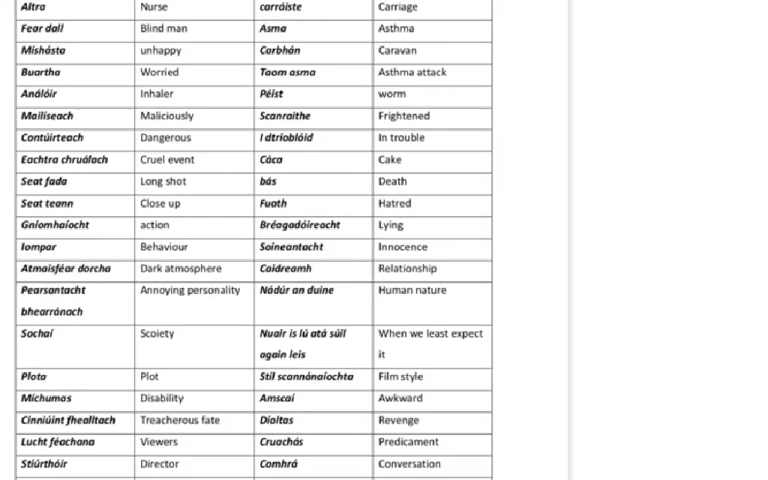 Altra Nurse carráiste Carriage
Fear dall Blind man Asma Asthma
Míshásta unhappy Carbhán Caravan
Buartha Worried Taom asma Asthma attack
Análóir Inhaler Péist worm
Mailíseach Maliciously Scanraithe Frightened
Contúirteach Dangerous I dtrioblóid In trouble
Eachtra chruálach Cruel event Cáca Cake
Seat fada Long shot bás Death
Seat teann Close up Fuath Hatred
Gníomhaíocht action Bréagadóireacht Lying
Iompar Behaviour Soineantacht Innocence
Atmaisféar dorcha Dark atmosphere Caidreamh Relationship
Pearsantacht Annoying personality Nádúr an duine Human nature
bhearránach
Sochaí Scoiety Nuair is lú atá súil When we least expect
again leis it
Plota Plot Stíl scannánaíochta Film style
Míchumas Disability Amscaí Awkward
Cinniúint fhealltach Treacherous fate Díoltas Revenge
Lucht féachana Viewers Cruachás Predicament
Stiúrthóir Director Comhrá Conversation